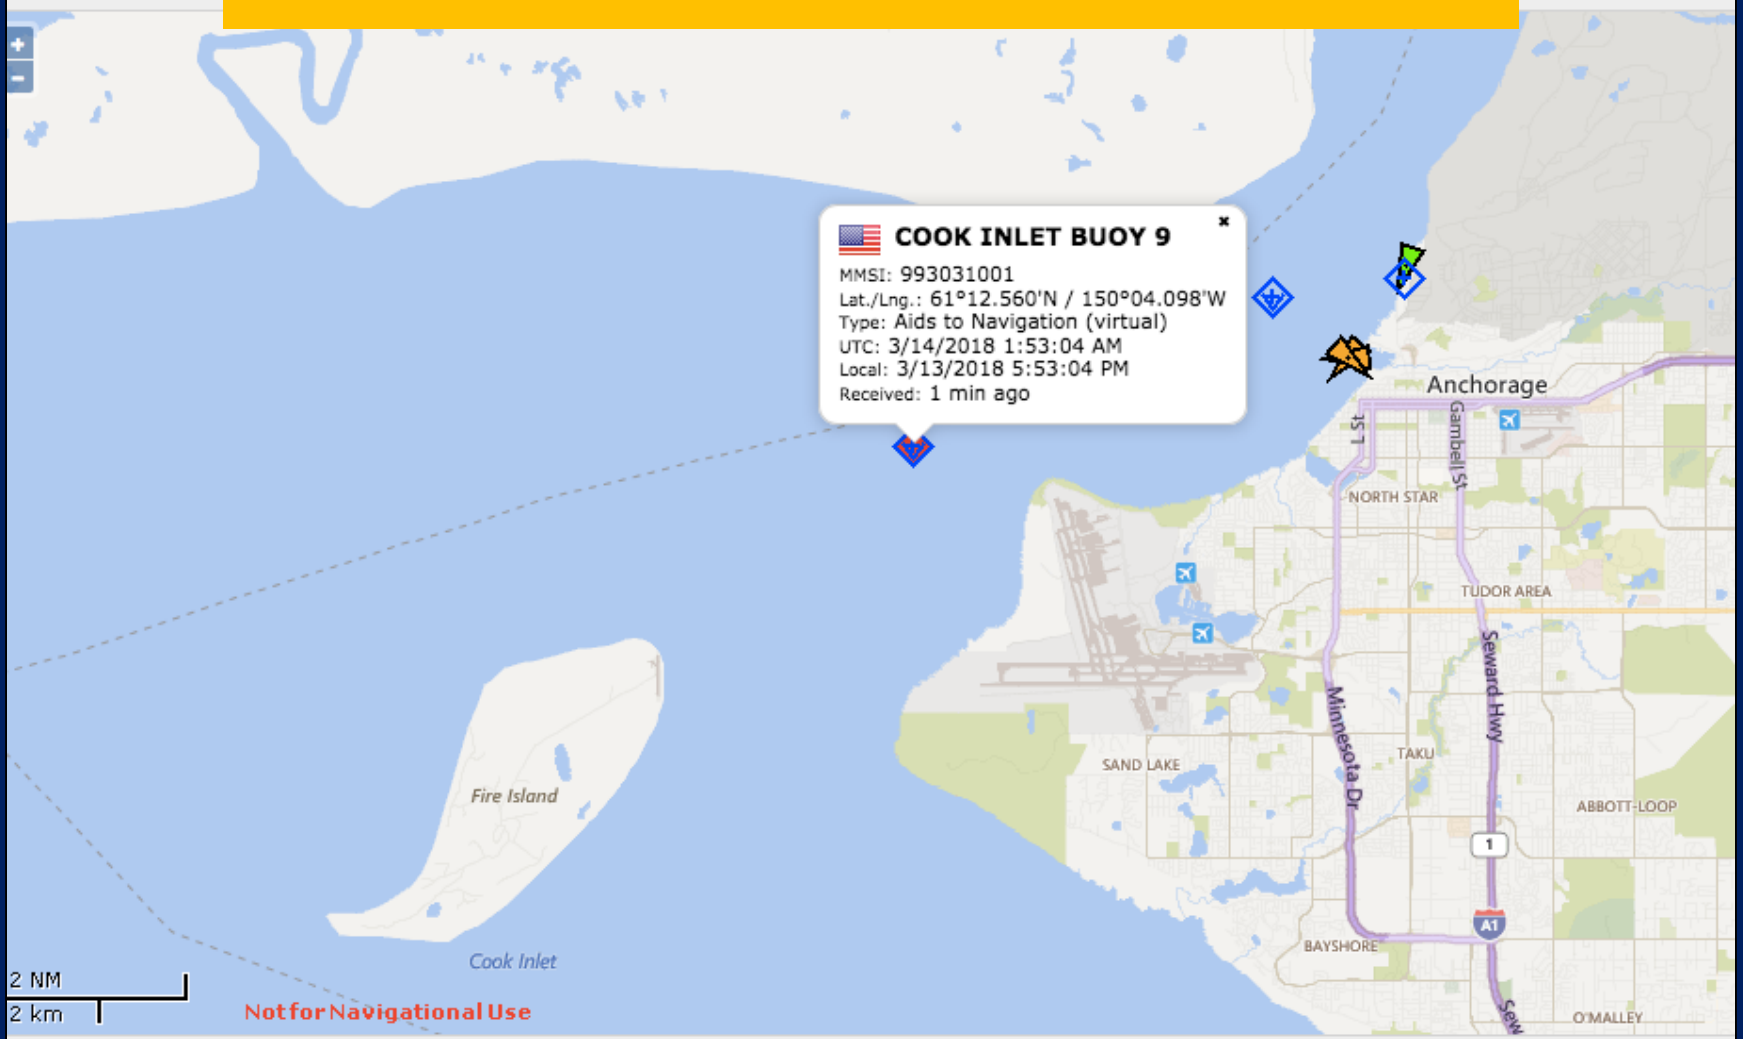 +
-
COOK INLET BUOY 9
MMSI: 993031001
Lat./Lng.: 61°12.560'N / 150°04.098'W
Type: Aids to Navigation (virtual)
UTC: 3/14/2018 1:53:04 AM
Local: 3/13/2018 5:53:04 PM
Received: 1 min ago
Anchorage
L St
Gambell St
NORTH STAR
TUDOR AREA
Seward Hwy
Minnesota Dr
TAKU
SAND LAKE
Fire Island
ABBOTT-LOOP
1
A1
BAYSHORE
Cook Inlet
2 NM
2 km
Not for Navigational Use
Sew
O'MALLEY